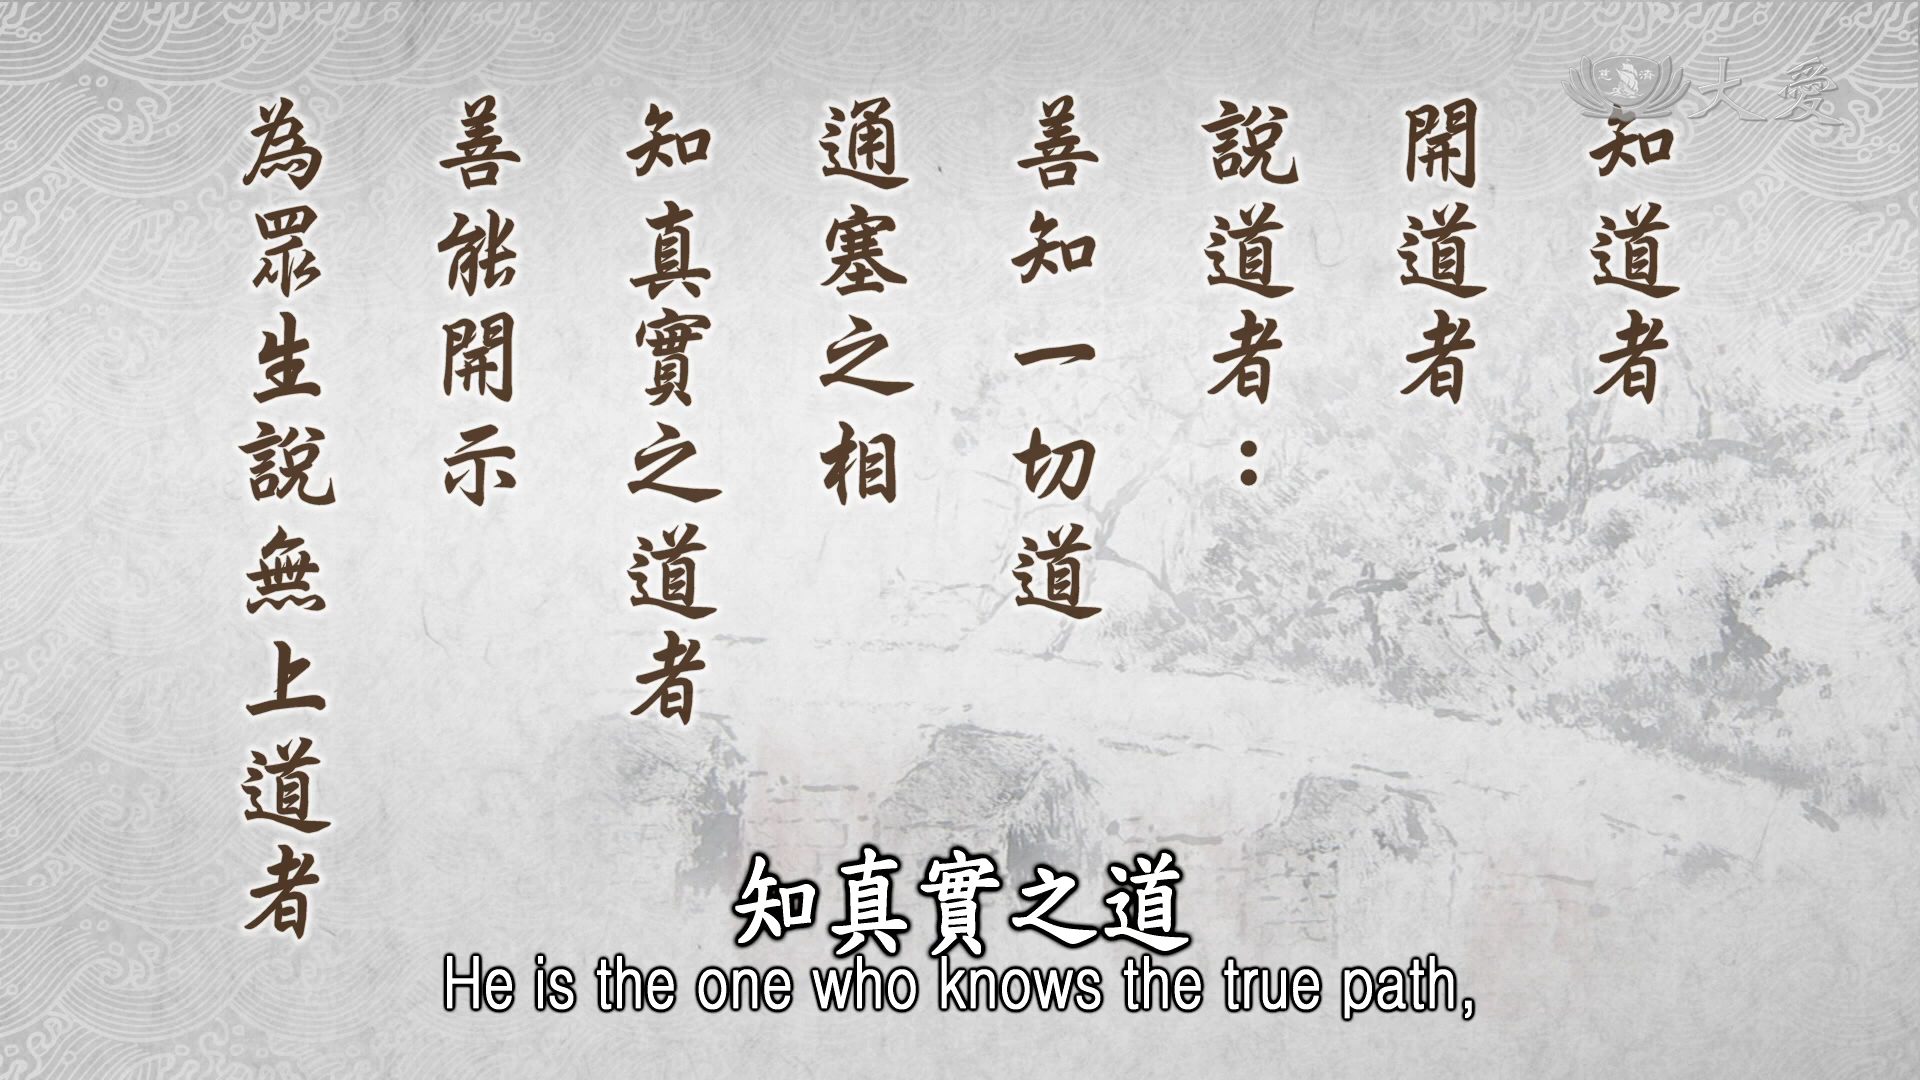 知道者
開道者
說道者：
善知一切道
通塞之相
知真實之道者
善能開示
為眾生說無上道者
慈濟
大愛
知真實之道
He is the one who knows the true path,